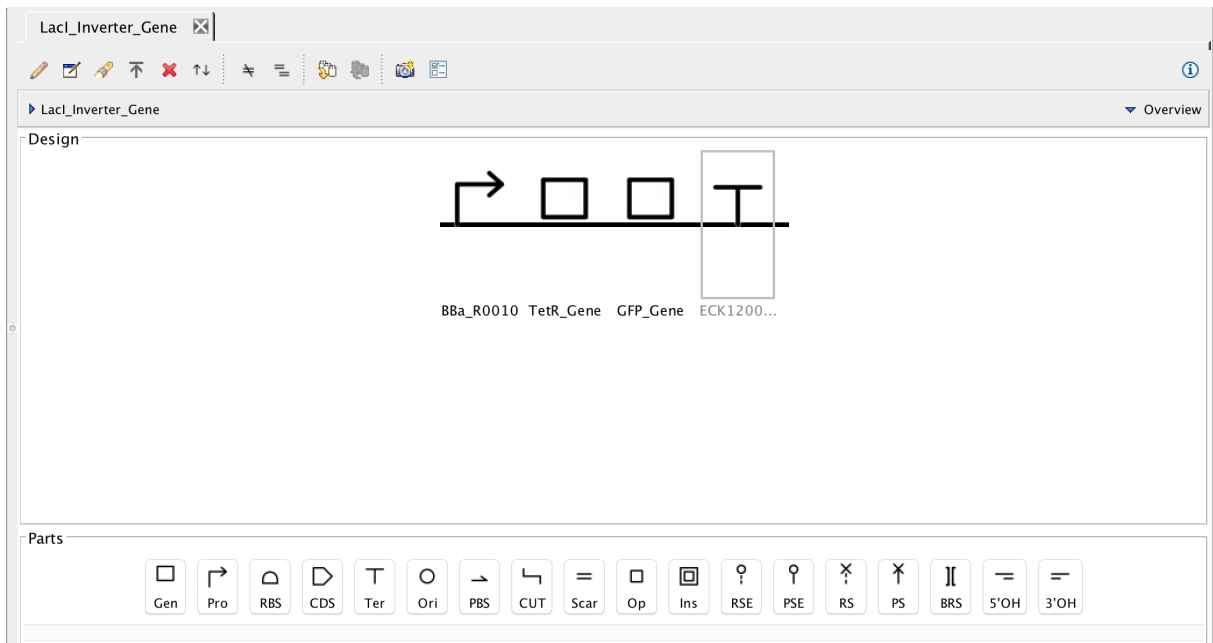 LacI_Inverter_Gene
LacI_Inverter_Gene
Overview
Design
BBa_R0010 TetR_Gene GFP_Gene ECK1200...
Parts
Gen Pro RBS CDS Ter Ori PBS CUT Scar Op Ins RSE PSE RS PS BRS 5'OH 3'OH